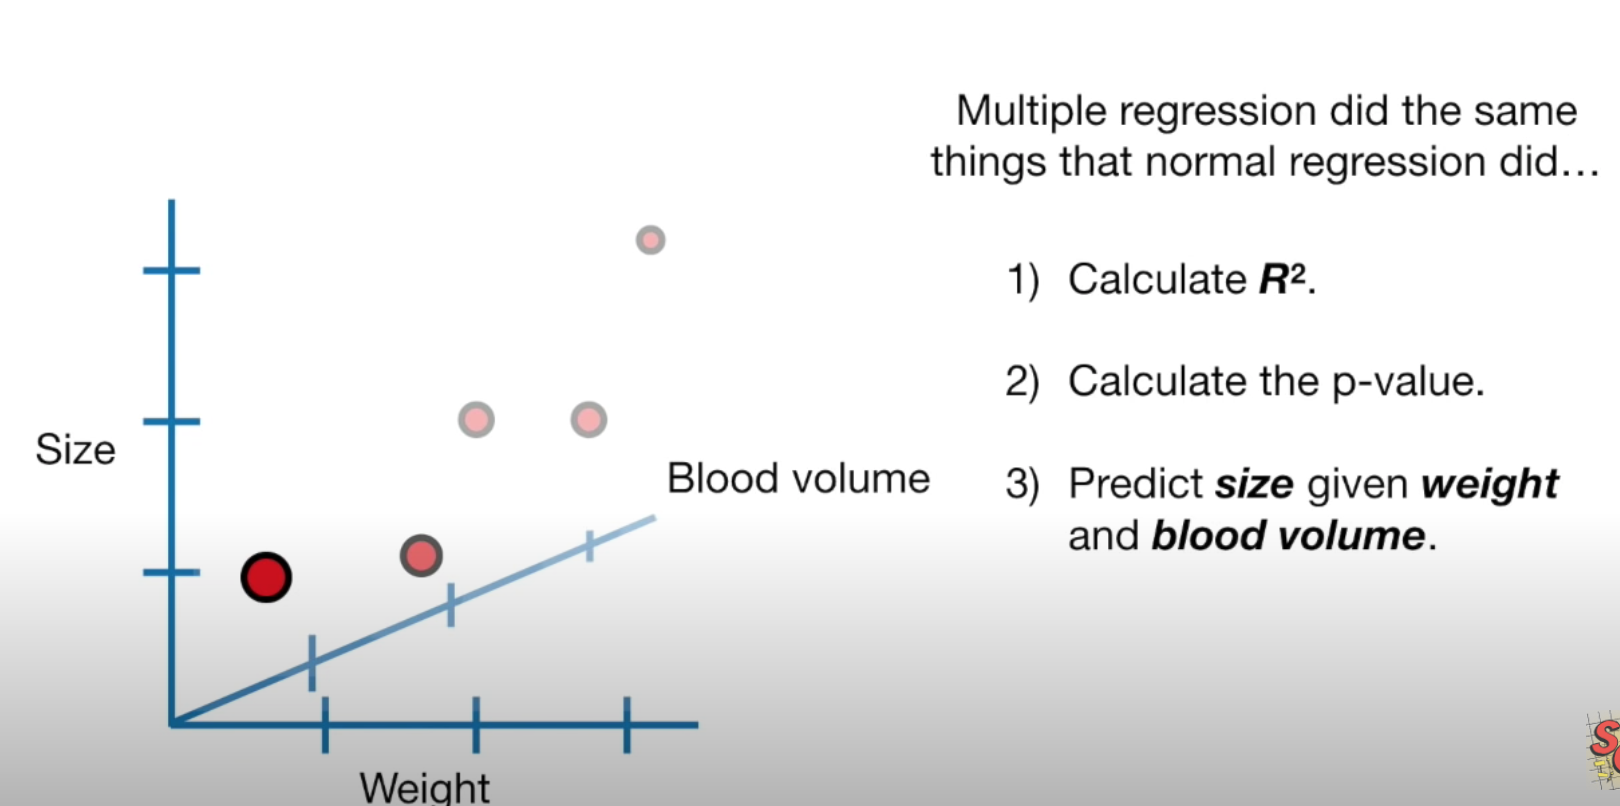 Multiple regression did the same
things that normal regression did...
1) Calculate R².
2) Calculate the p-value.
3) Predict size given weight
and blood volume.
Size
Blood volume
Weight